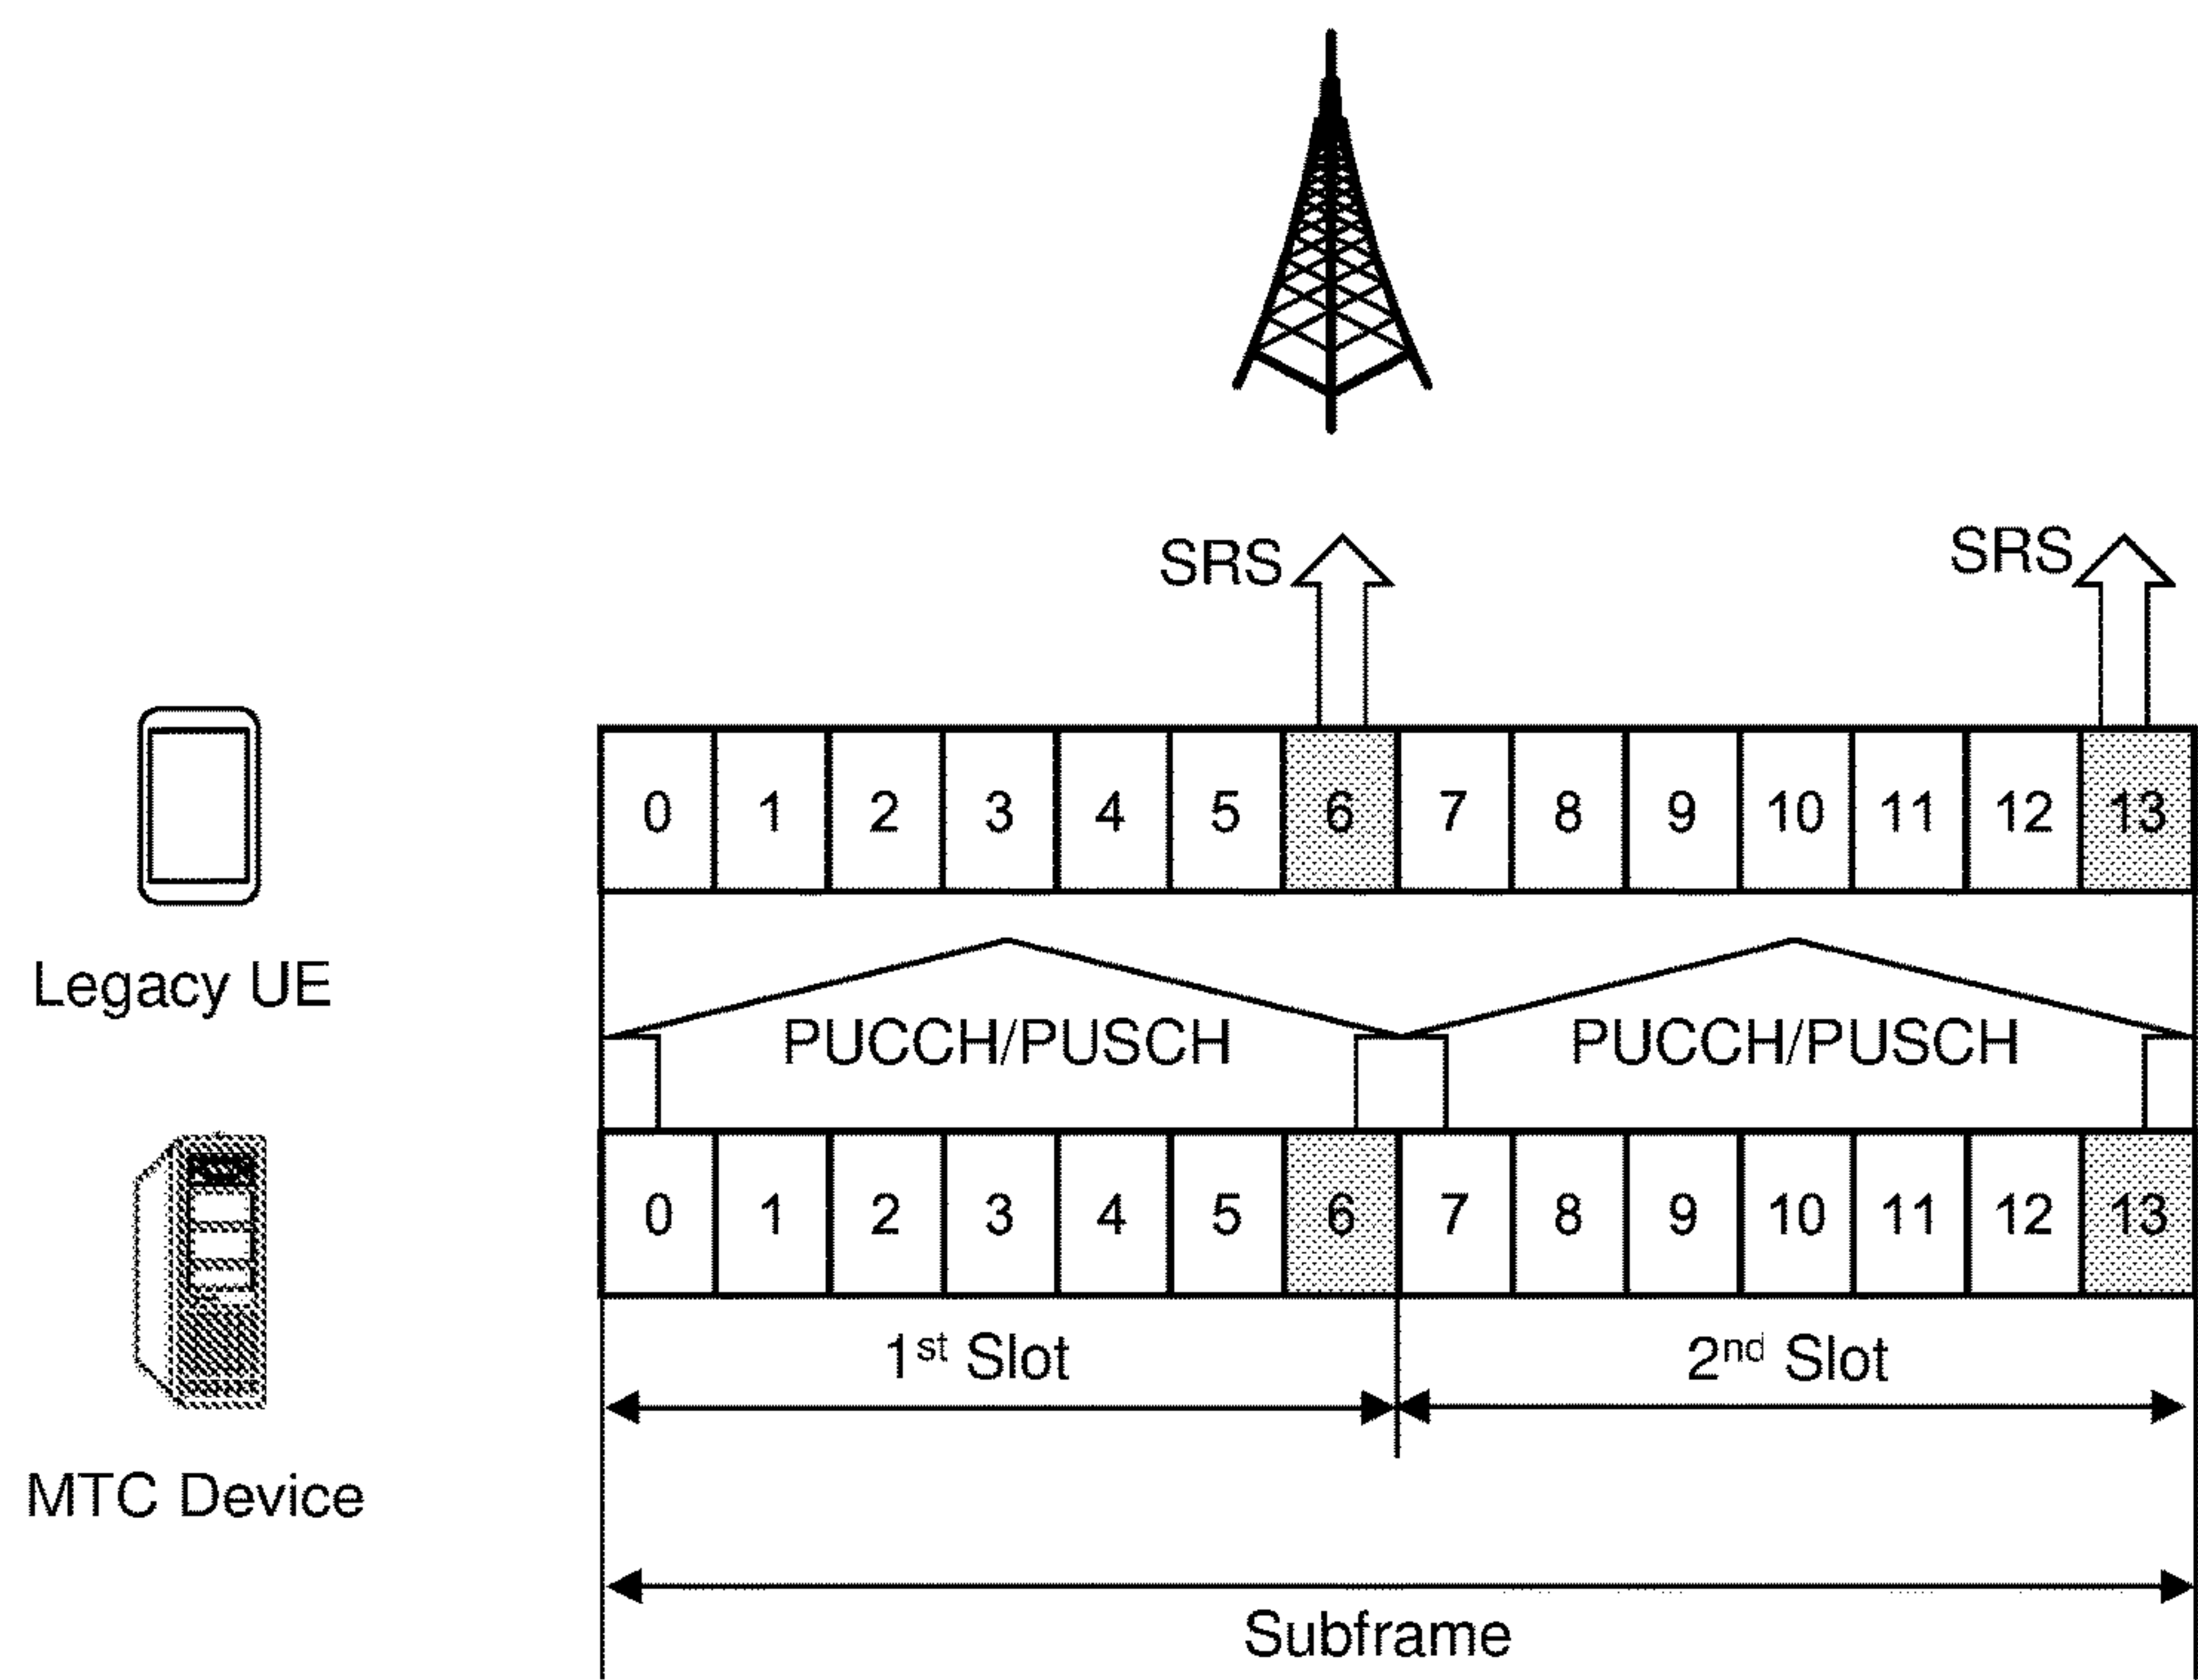 SRS SRS
0 1 2 3 4 5 6 7 8 9 10 11 12 13
Legacy UE
PUCCH/PUSCH PUCCH/PUSCH
0 1 2 3 4 5 6 7 8 9 10 11 12 13
1st Slot 2nd Slot
MTC Device
Subframe